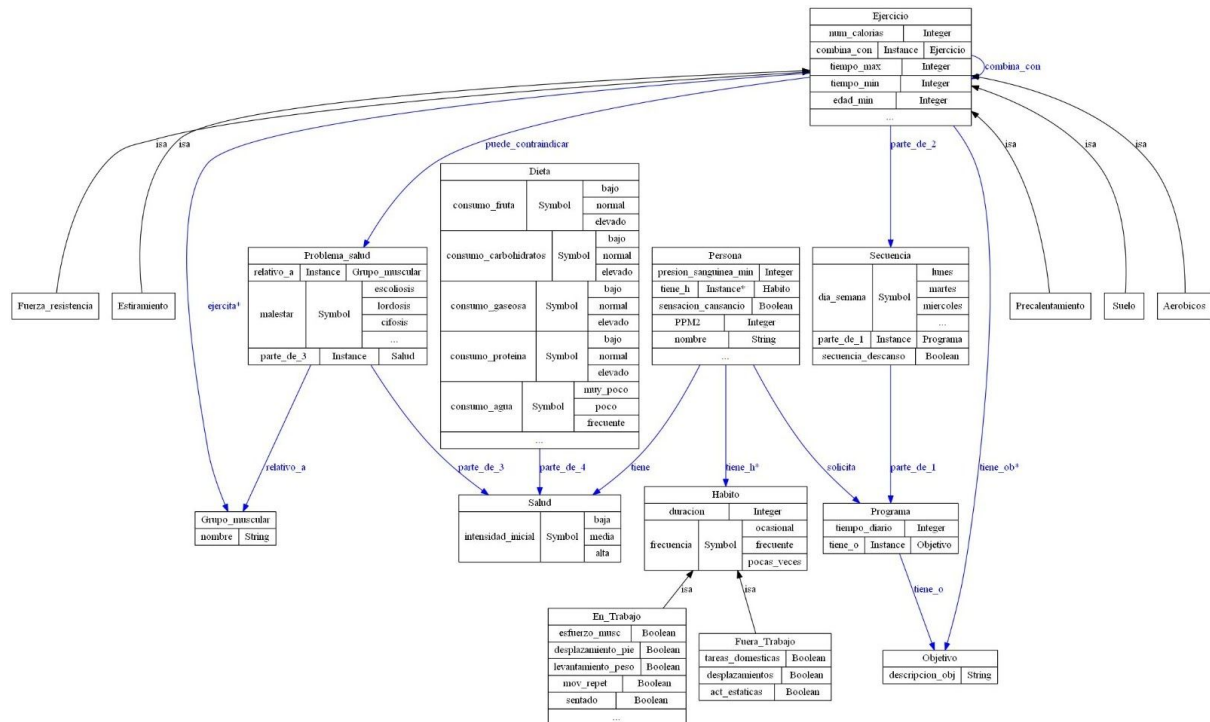 Ejercicio
num_calorias Integer
combina_con Instance Ejercicio
tiempo_max Integer
combina_con
tiempo_min Integer
edad_min Integer
...
isa
isa
isa
isa
isa
puede_contraindicar
parte_de_2
Dieta
consumo_fruta Symbol bajo
normal
elevado
consumo_carbohidratos Symbol bajo
normal
elevado
consumo_gaseosa Symbol bajo
normal
elevado
consumo_proteina Symbol bajo
normal
elevado
consumo_agua Symbol muy_poco
poco
frecuente
...
Problema_salud
relativo_a Instance Grupo_muscular
malestar Symbol escoliosis
lordosis
cifosis
...
parte_de_3 Instance Salud
Persona
presion_sanguinea_min Integer
tiene_h Instance* Habito
sensacion_cansancio Boolean
PPM2 Integer
nombre String
...
Secuencia
dia_semana Symbol lunes
martes
miercoles
...
parte_de_1 Instance Programa
secuencia_descanso Boolean
Fuerza_resistencia
Estiramiento
ejercita*
Precalentamiento
Suelo
Aerobicos
relativo_a
parte_de_3
parte_de_4
tiene
tiene_h*
solicita
parte_de_1
tiene_ob*
Grupo_muscular
nombre String
Salud
intensidad_inicial Symbol baja
media
alta
Habito
duracion Integer
frecuencia Symbol ocasional
frecuente
pocas_veces
Programa
tiempo_diario Integer
tiene_o Instance Objetivo
isa
isa
tiene_o
En_Trabajo
esfuerzo_musc Boolean
desplazamiento_pie Boolean
levantamiento_peso Boolean
mov_repet Boolean
sentado Boolean
...
Fuera_Trabajo
tareas_domesticas Boolean
desplazamientos Boolean
act_estaticas Boolean
Objetivo
descripcion_obj String